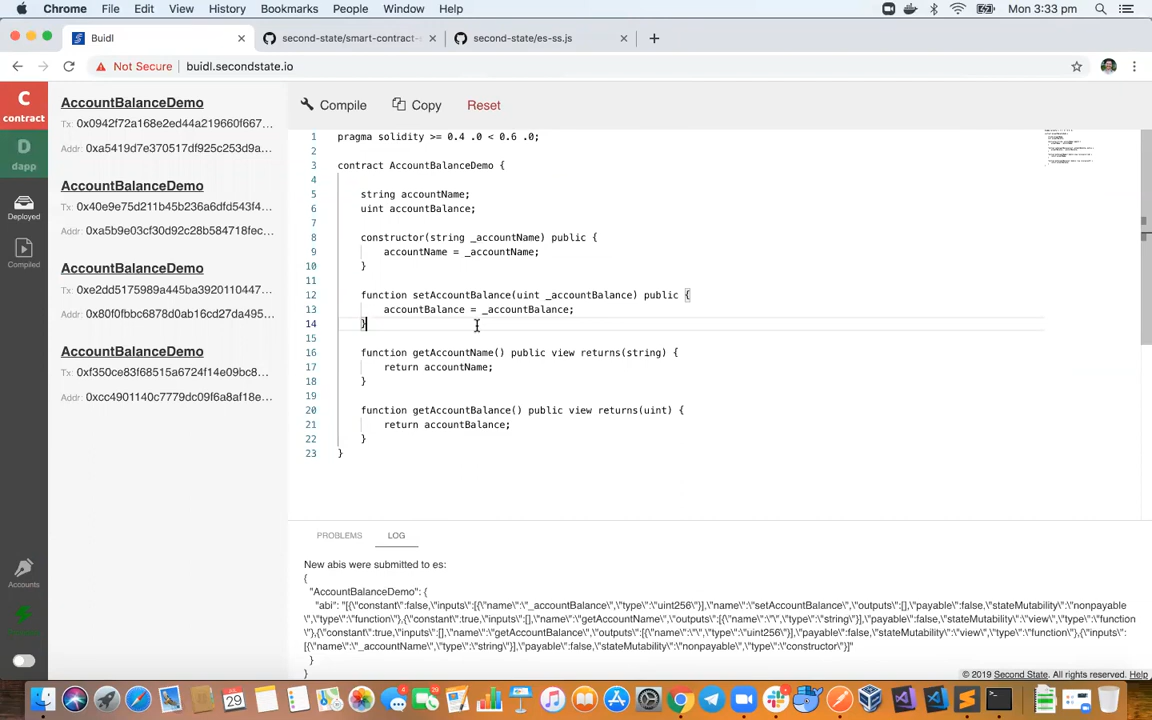 Chrome File Edit View History Bookmarks People Window Help Mon 3:33 pm
Buidl second-state/smart-contract- second-state/es-ss.js
Not Secure buidl.secondstate.io
C
contract
D
dapp
Deployed
Compiled
Accounts
AccountBalanceDemo
Tx: 0x0942f72a168e2ed44a219660f667...
Addr: 0xa5419d7e370517df925c253d9a...
AccountBalanceDemo
Tx: 0x40e9e75d211b45b236a6dfd543f4...
Addr: 0xa5b9e03cf30d92c28b584718fec...
AccountBalanceDemo
Tx: 0xe2dd5175989a445ba3920110447...
Addr: 0x80f0fbbc6878d0ab16cd27da495...
AccountBalanceDemo
Tx: 0xf350ce83f68515a6724f14e09bc8...
Addr: 0xcc4901140c7779dc09f6a8af18e...
Compile Copy Reset
1 pragma solidity >= 0.4 .0 < 0.6 .0;
2
3 contract AccountBalanceDemo {
4
5 string accountName;
6 uint accountBalance;
7
8 constructor(string _accountName) public {
9 accountName = _accountName;
10 }
11
12 function setAccountBalance(uint _accountBalance) public {
13 accountBalance = _accountBalance;
14 }
15
16 function getAccountName() public view returns(string) {
17 return accountName;
18 }
19
20 function getAccountBalance() public view returns(uint) {
21 return accountBalance;
22 }
23 }
PROBLEMS LOG
New abis were submitted to es:
{
"AccountBalanceDemo": {
"abi": "[{\"constant\":false,\"inputs\":[{\"name\":\"_accountBalance\",\"type\":\"uint256\"}],\"name\":\"setAccountBalance\",\"outputs\":[],\"payable\":false,\"stateMutability\":\"nonpayable
\",\"type\":\"function\"},{\"constant\":true,\"inputs\":[],\"name\":\"getAccountName\",\"outputs\":[{\"name\":\"\",\"type\":\"string\"}],\"payable\":false,\"stateMutability\":\"view\",\"type\":\"function
\"},{\"constant\":true,\"inputs\":[],\"name\":\"getAccountBalance\",\"outputs\":[{\"name\":\"\",\"type\":\"uint256\"}],\"payable\":false,\"stateMutability\":\"view\",\"type\":\"function\"},{\"inputs\":
[{\"name\":\"_accountName\",\"type\":\"string\"}],\"payable\":false,\"stateMutability\":\"nonpayable\",\"type\":\"constructor\"}]"
}
}
© 2019 Second State. All rights reserved. Help
JUL
29